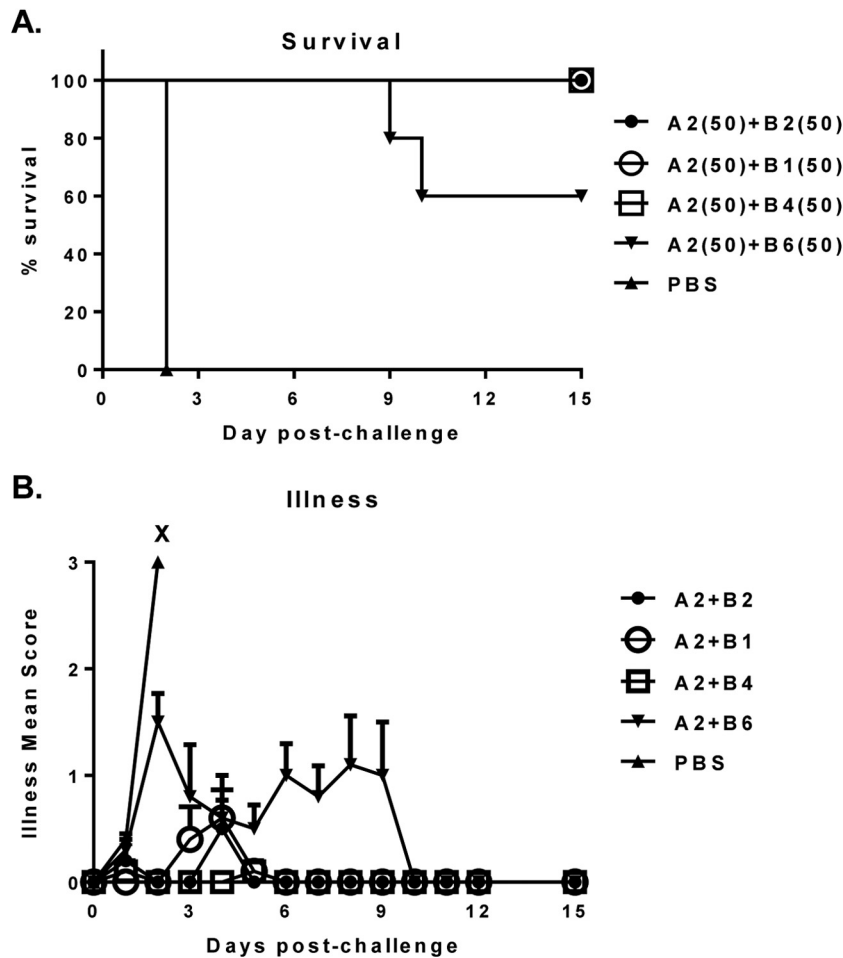 A.
Survival
100
80
60
40
20
0
% survival
0 3 6 9 12 15
Day post-challenge
A2(50)+B2(50)
A2(50)+B1(50)
A2(50)+B4(50)
A2(50)+B6(50)
PBS
B.
Illness
X
3
2
1
0
Illness Mean Score
0 3 6 9 12 15
Days post-challenge
A2+B2
A2+B1
A2+B4
A2+B6
PBS